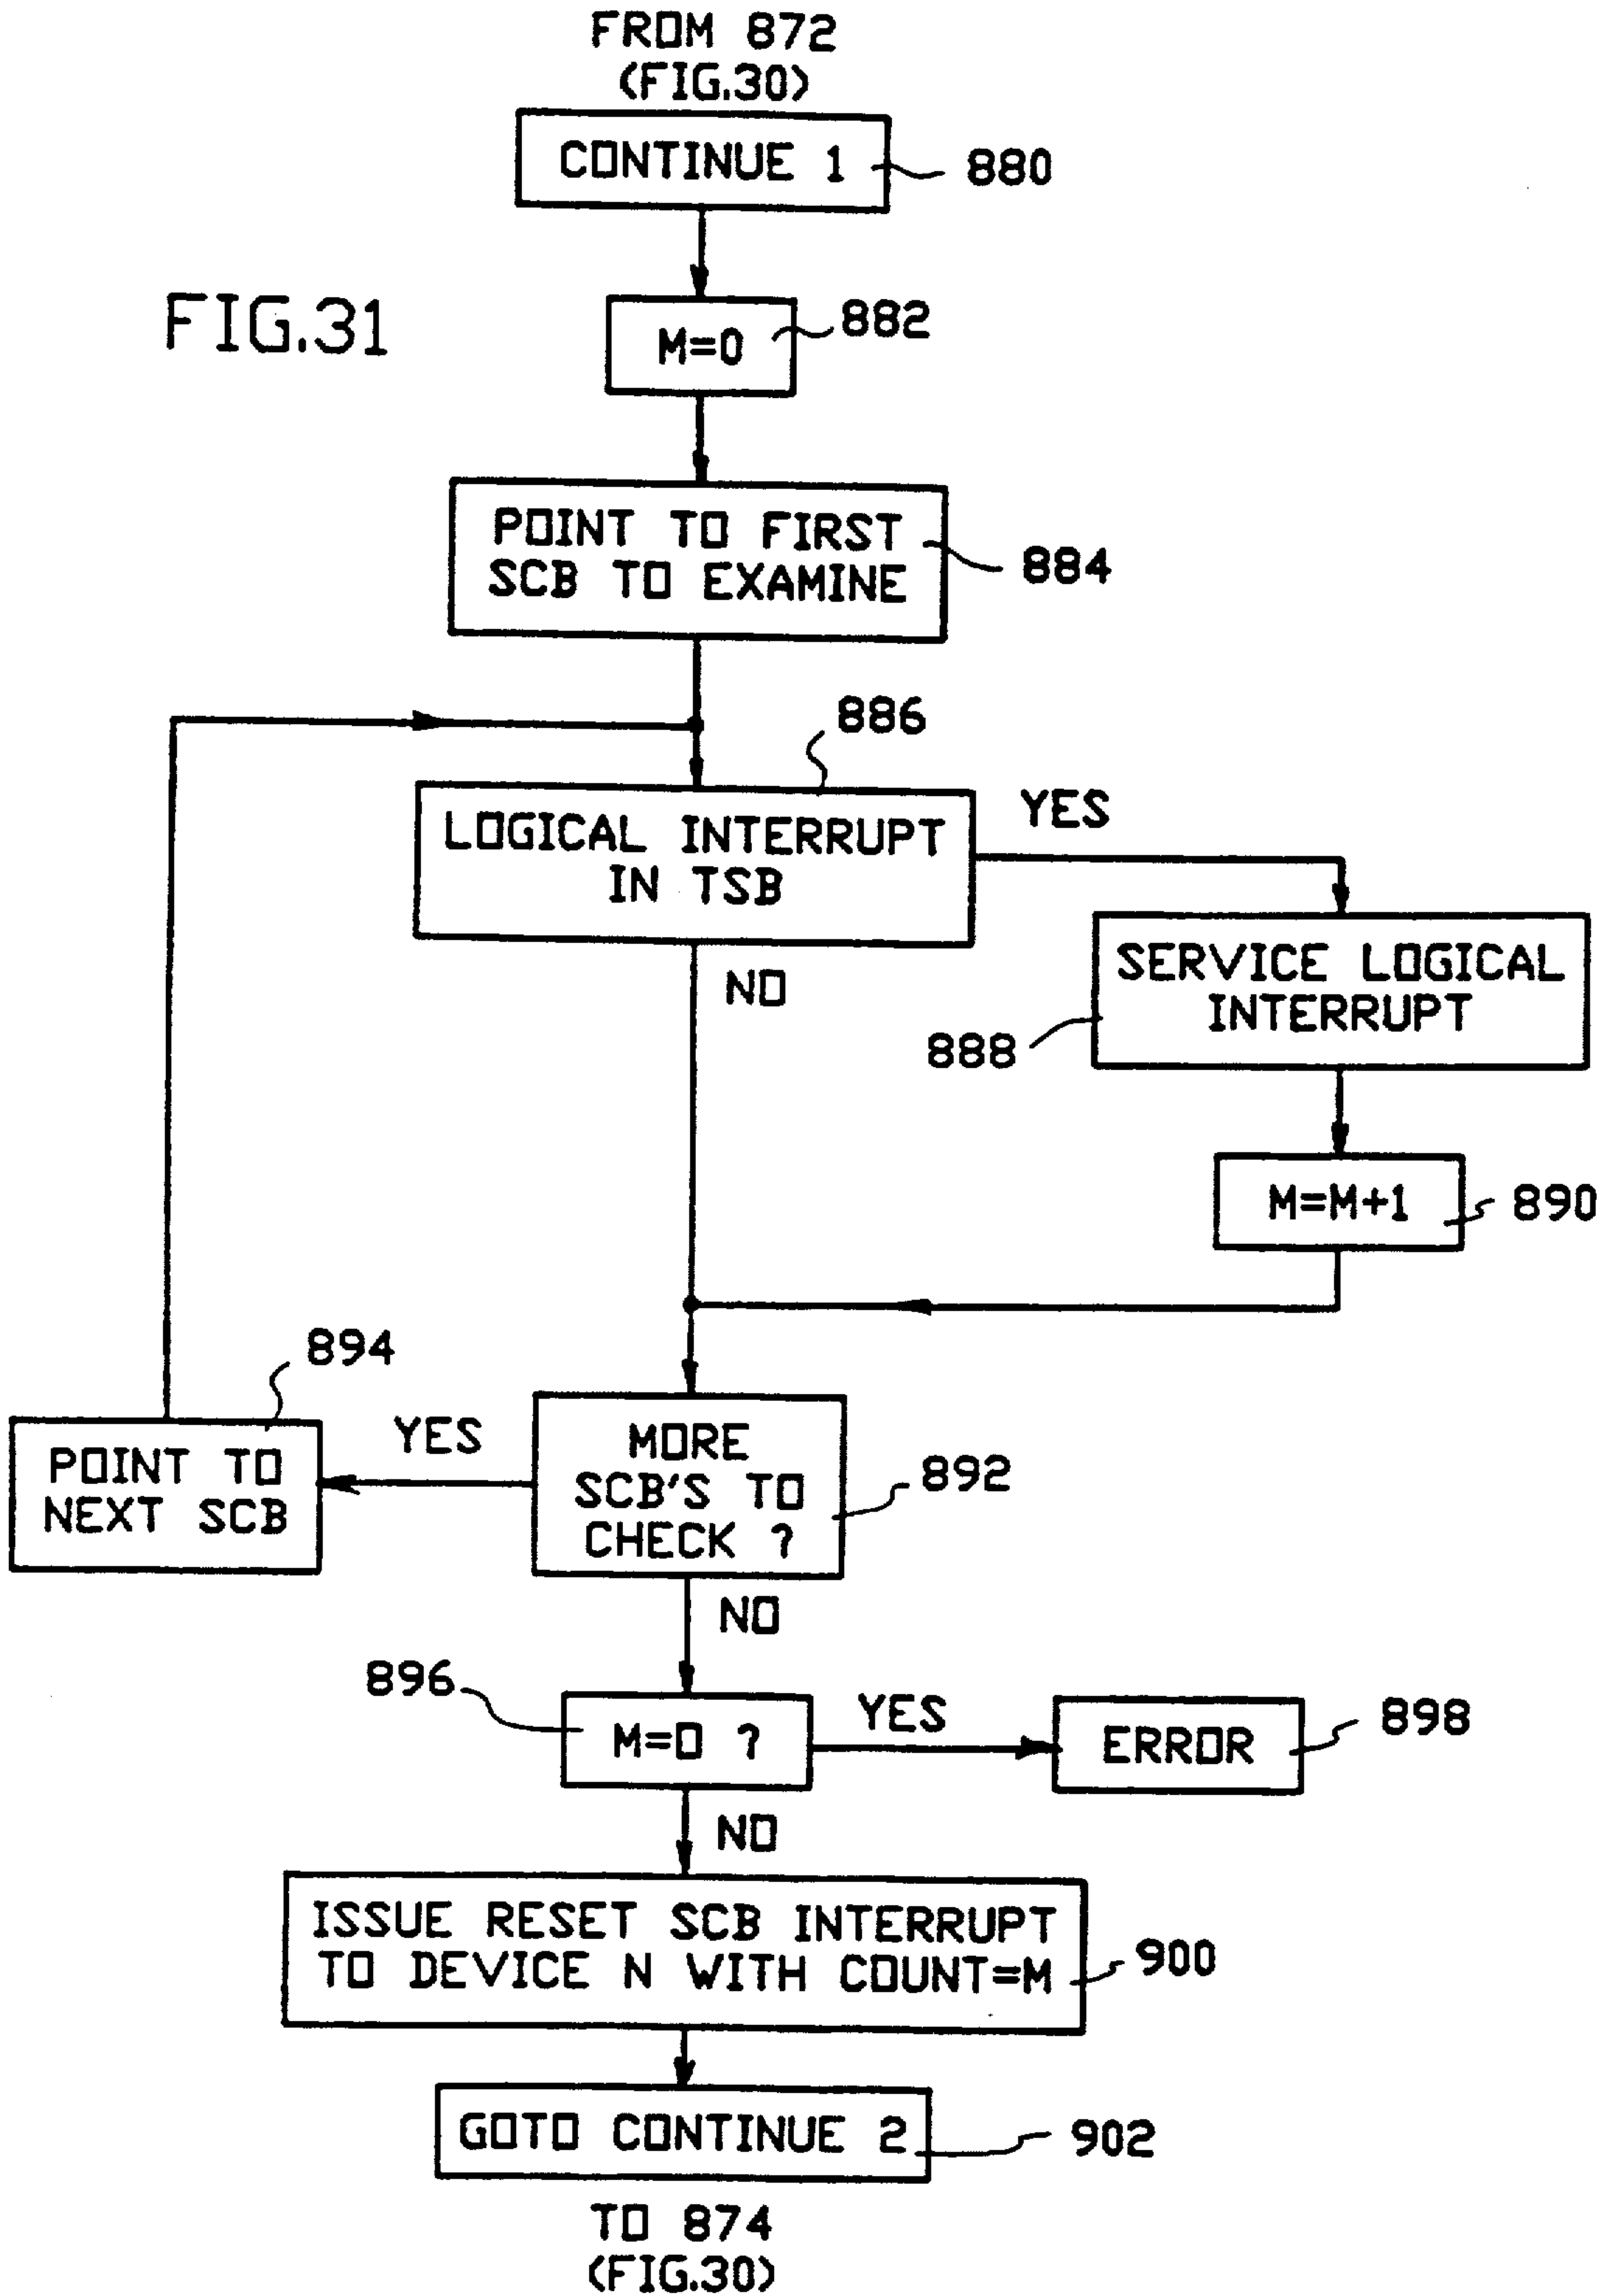 FROM 872
(FIG.30)
CONTINUE 1
880
FIG.31
M=0
882
POINT TO FIRST
SCB TO EXAMINE
884
886
LOGICAL INTERRUPT
IN TSB
YES
NO
SERVICE LOGICAL
INTERRUPT
888
M=M+1
890
894
POINT TO
NEXT SCB
YES
MORE
SCB'S TO
CHECK ?
892
NO
896
M=0 ?
YES
ERROR
898
NO
ISSUE RESET SCB INTERRUPT
TO DEVICE N WITH COUNT=M
900
GOTO CONTINUE 2
902
TO 874
(FIG.30)